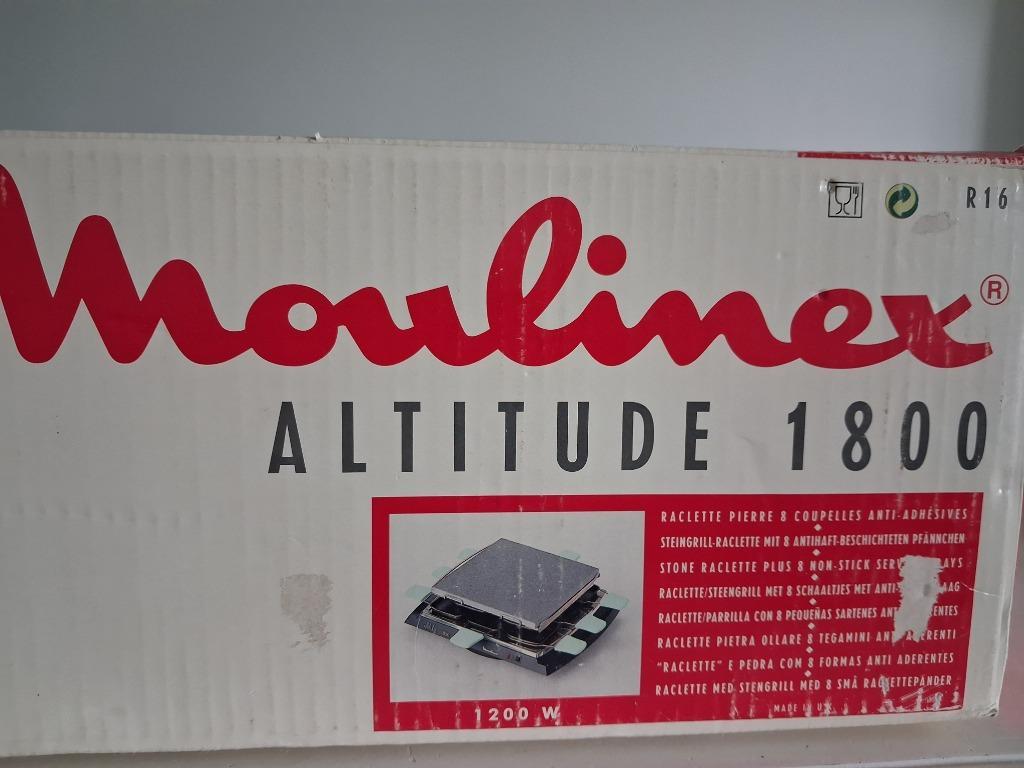 R16
Moulinex®
ALTITUDE 1800
RACLETTE PIERRE 8 COUPELLES ANTI-ADHÉSIVES
STEINGRILL-RACLETTE MIT 8 ANTIHAFT-BESCHICHTETEN PFÄNNCHEN
STONE RACLETTE PLUS 8 NON-STICK
RACLETTE/STEENGRILL MET 8 SCHAALTJES MET
RACLETTE/PARRILLA CON 8 PEQUEÑAS SARTENES
RACLETTE PIETRA OLLARE 8 TEGAMINI
"RACLETTE" E PEDRA COM 8 FORMAS ANTI ADERENTES
RACLETTE MED STENGRILL MED 8 SMÅ RACLETTEPANDER
1200 W
MADE